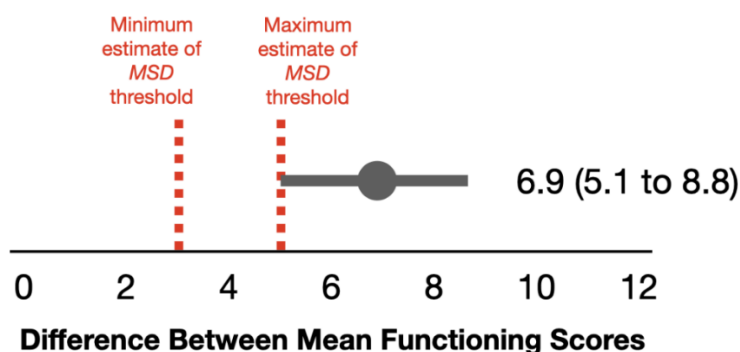 Minimum
estimate of
MSD
threshold
Maximum
estimate of
MSD
threshold
6.9 (5.1 to 8.8)
0 2 4 6 8 10 12
Difference Between Mean Functioning Scores